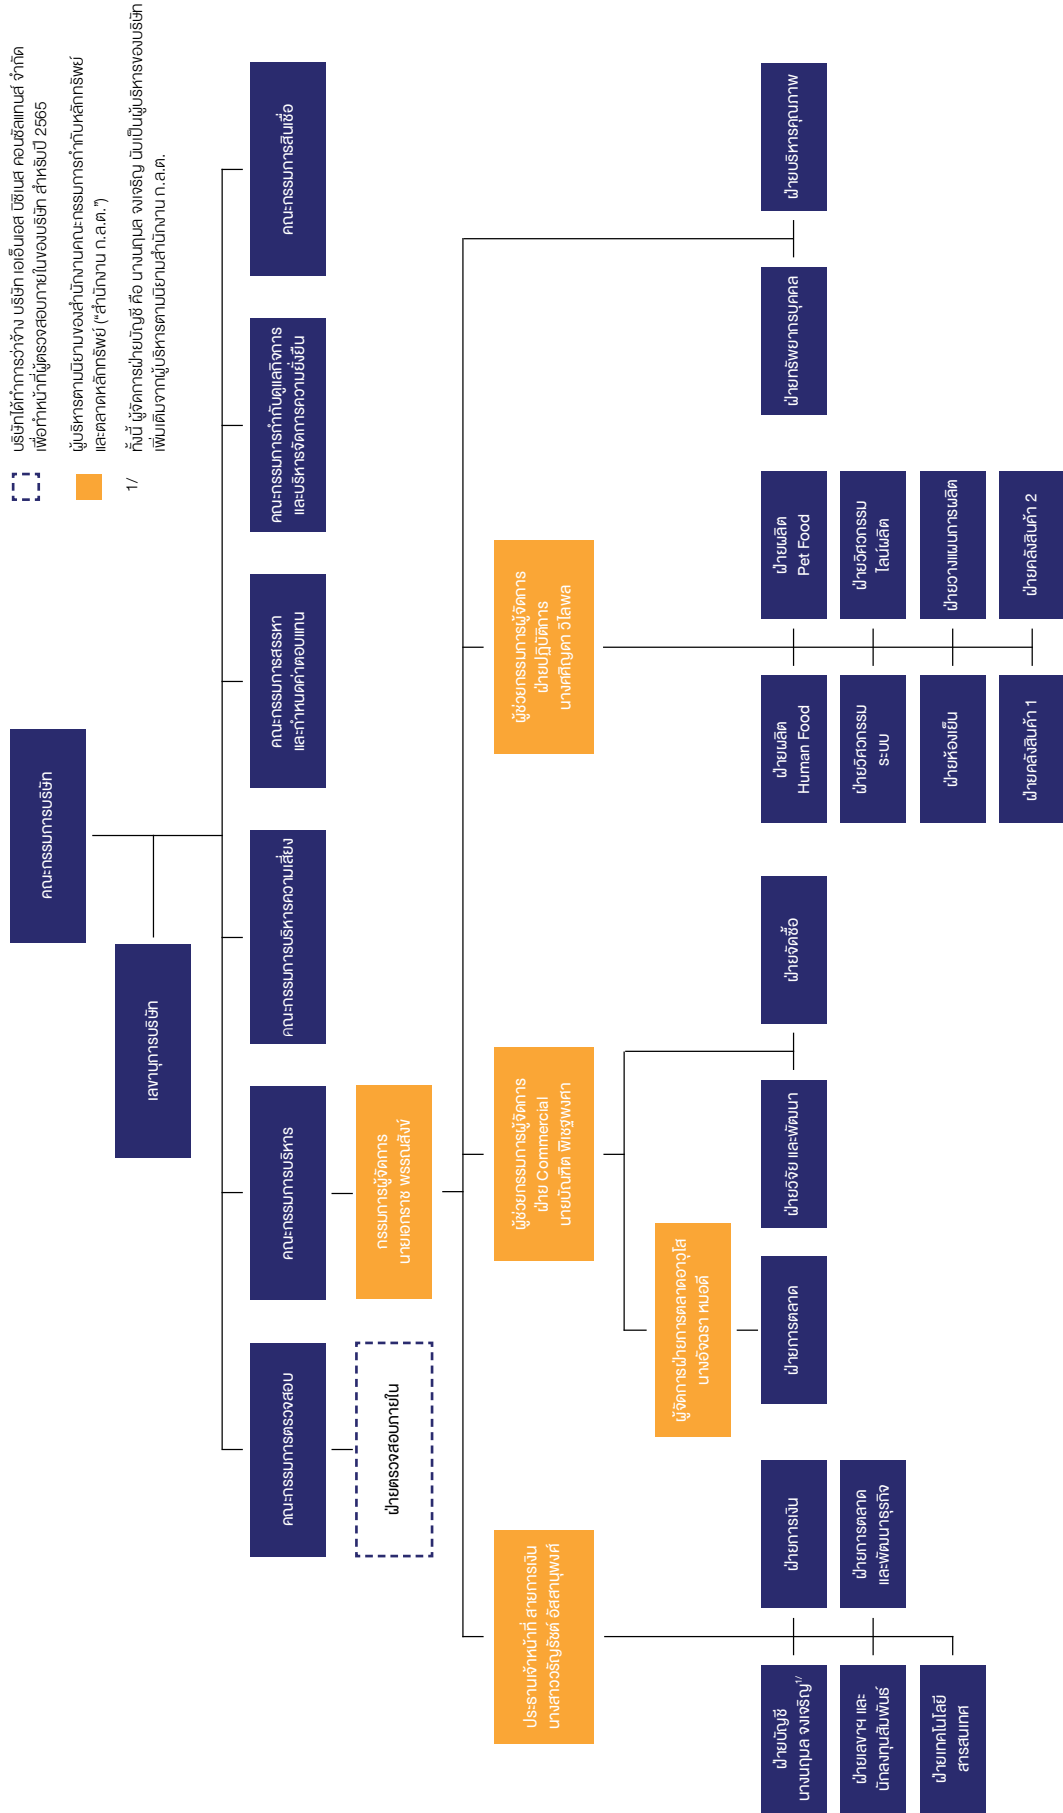 คณะกรรมการบริษัท
เลขานุการบริษัท
คณะกรรมการตรวจสอบ
คณะกรรมการบริหาร
คณะกรรมการบริหารความเสี่ยง
คณะกรรมการสรรหา
และกำหนดค่าตอบแทน
คณะกรรมการกำกับดูแลกิจการ
และบริหารจัดการความยั่งยืน
คณะกรรมการสินเชื่อ
ฝ่ายตรวจสอบภายใน
กรรมการผู้จัดการ
นายเอกราช พรรณสังข์
ประธานเจ้าหน้าที่ สายการเงิน
นางสาววรัญรัชต์ อัสสานุพงศ์
ผู้ช่วยกรรมการผู้จัดการ
ฝ่าย Commercial
นายบัณฑิต พิเชฐพงศา
ผู้ช่วยกรรมการผู้จัดการ
ฝ่ายปฏิบัติการ
นางศศิญดา วิไลพล
ผู้จัดการฝ่ายการตลาดอาวุโส
นางอัจฉรา หมอดี
ฝ่ายบัญชี
นางนฤมล จงเจริญ1/
ฝ่ายการเงิน
ฝ่ายเลขาฯ และ
นักลงทุนสัมพันธ์
ฝ่ายการตลาด
และพัฒนาธุรกิจ
ฝ่ายเทคโนโลยี
สารสนเทศ
ฝ่ายการตลาด
ฝ่ายวิจัย และพัฒนา
ฝ่ายจัดซื้อ
ฝ่ายผลิต
Human Food
ฝ่ายผลิต
Pet Food
ฝ่ายวิศวกรรม
ระบบ
ฝ่ายวิศวกรรม
ไลน์ผลิต
ฝ่ายห้องเย็น
ฝ่ายวางแผนการผลิต
ฝ่ายคลังสินค้า 1
ฝ่ายคลังสินค้า 2
ฝ่ายทรัพยากรบุคคล
ฝ่ายบริหารคุณภาพ
บริษัทได้ทำการว่าจ้าง บริษัท เอเอ็นเอส บิซิเนส คอนซัลแทนส์ จำกัด
เพื่อทำหน้าที่ผู้ตรวจสอบภายในของบริษัท สำหรับปี 2565
ผู้บริหารตามนิยามของสำนักงานคณะกรรมการกำกับหลักทรัพย์
และตลาดหลักทรัพย์ ("สำนักงาน ก.ล.ต.")
1/ ทั้งนี้ ผู้จัดการฝ่ายบัญชี คือ นางนฤมล จงเจริญ นับเป็นผู้บริหารของบริษัท
เพิ่มเติมจากผู้บริหารตามนิยามสำนักงาน ก.ล.ต.